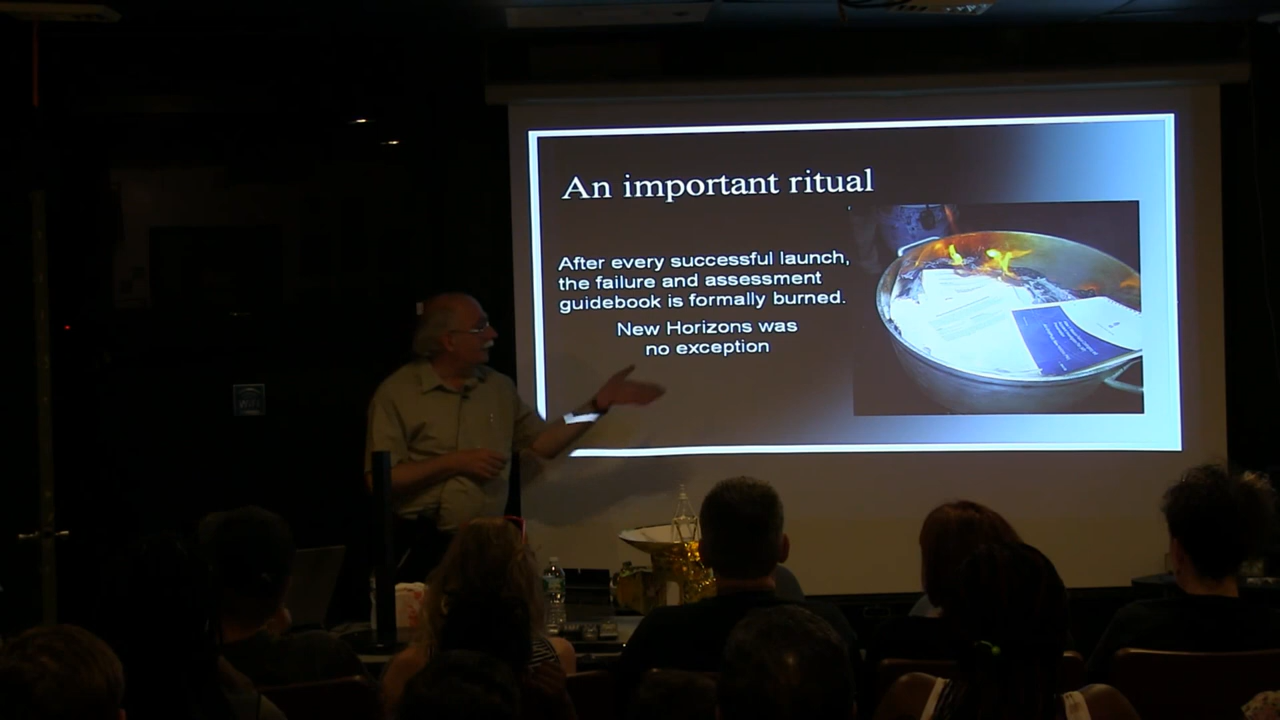 An important ritual
After every successful launch,
the failure and assessment
guidebook is formally burned.
New Horizons was
no exception